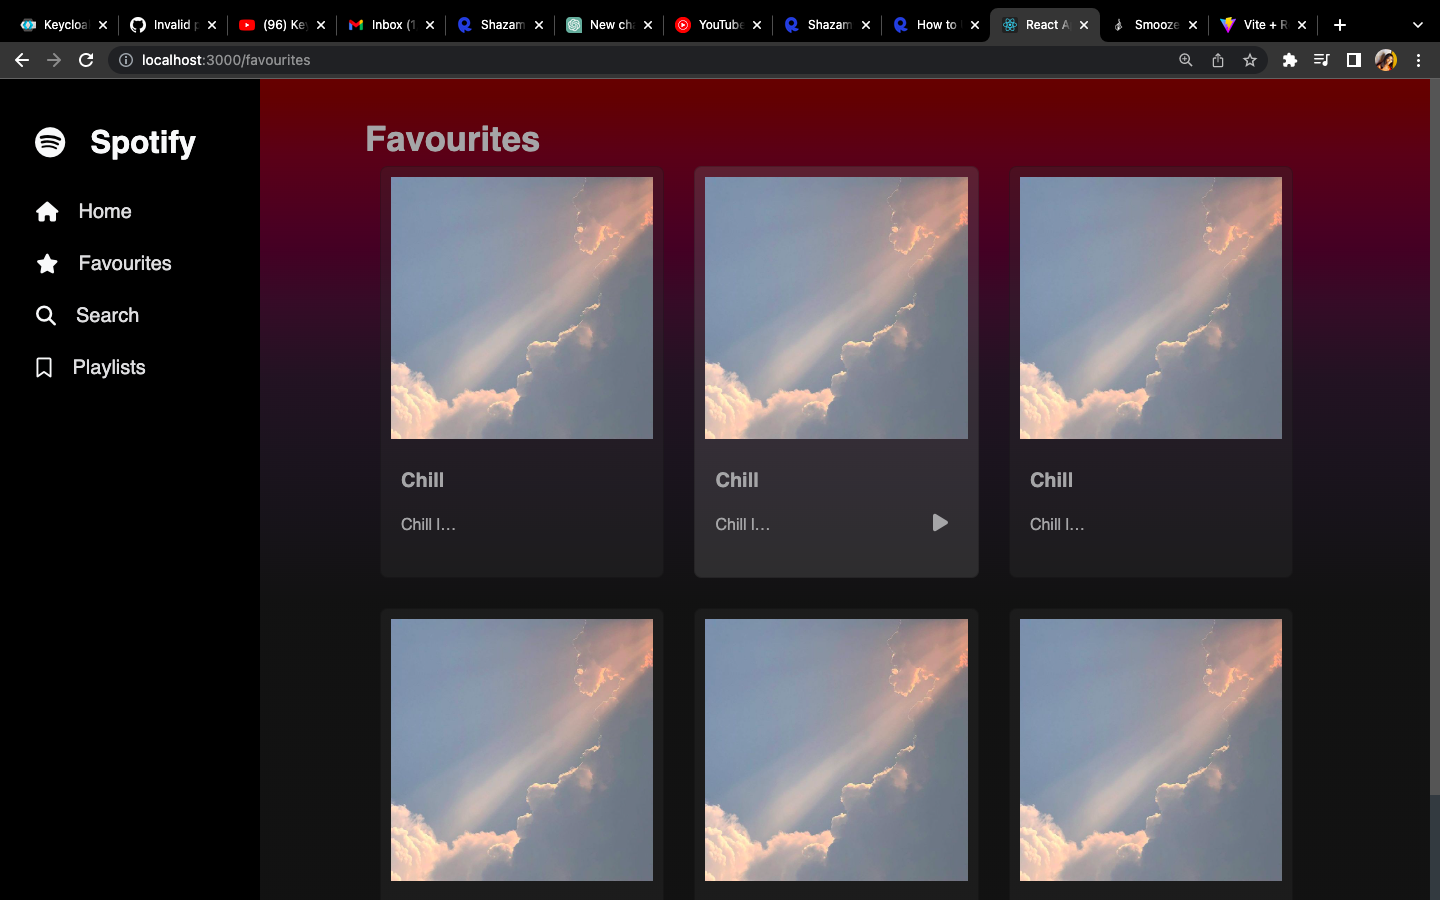 Keycloa
Invalid
(96) Ke
Inbox (1
Shazam
New ch
YouTube
Shazam
How to
React A
Smooze
Vite + R
localhost:3000/favourites
Spotify
Home
Favourites
Search
Playlists
Favourites
Chill
Chill l...
Chill
Chill l...
Chill
Chill l...